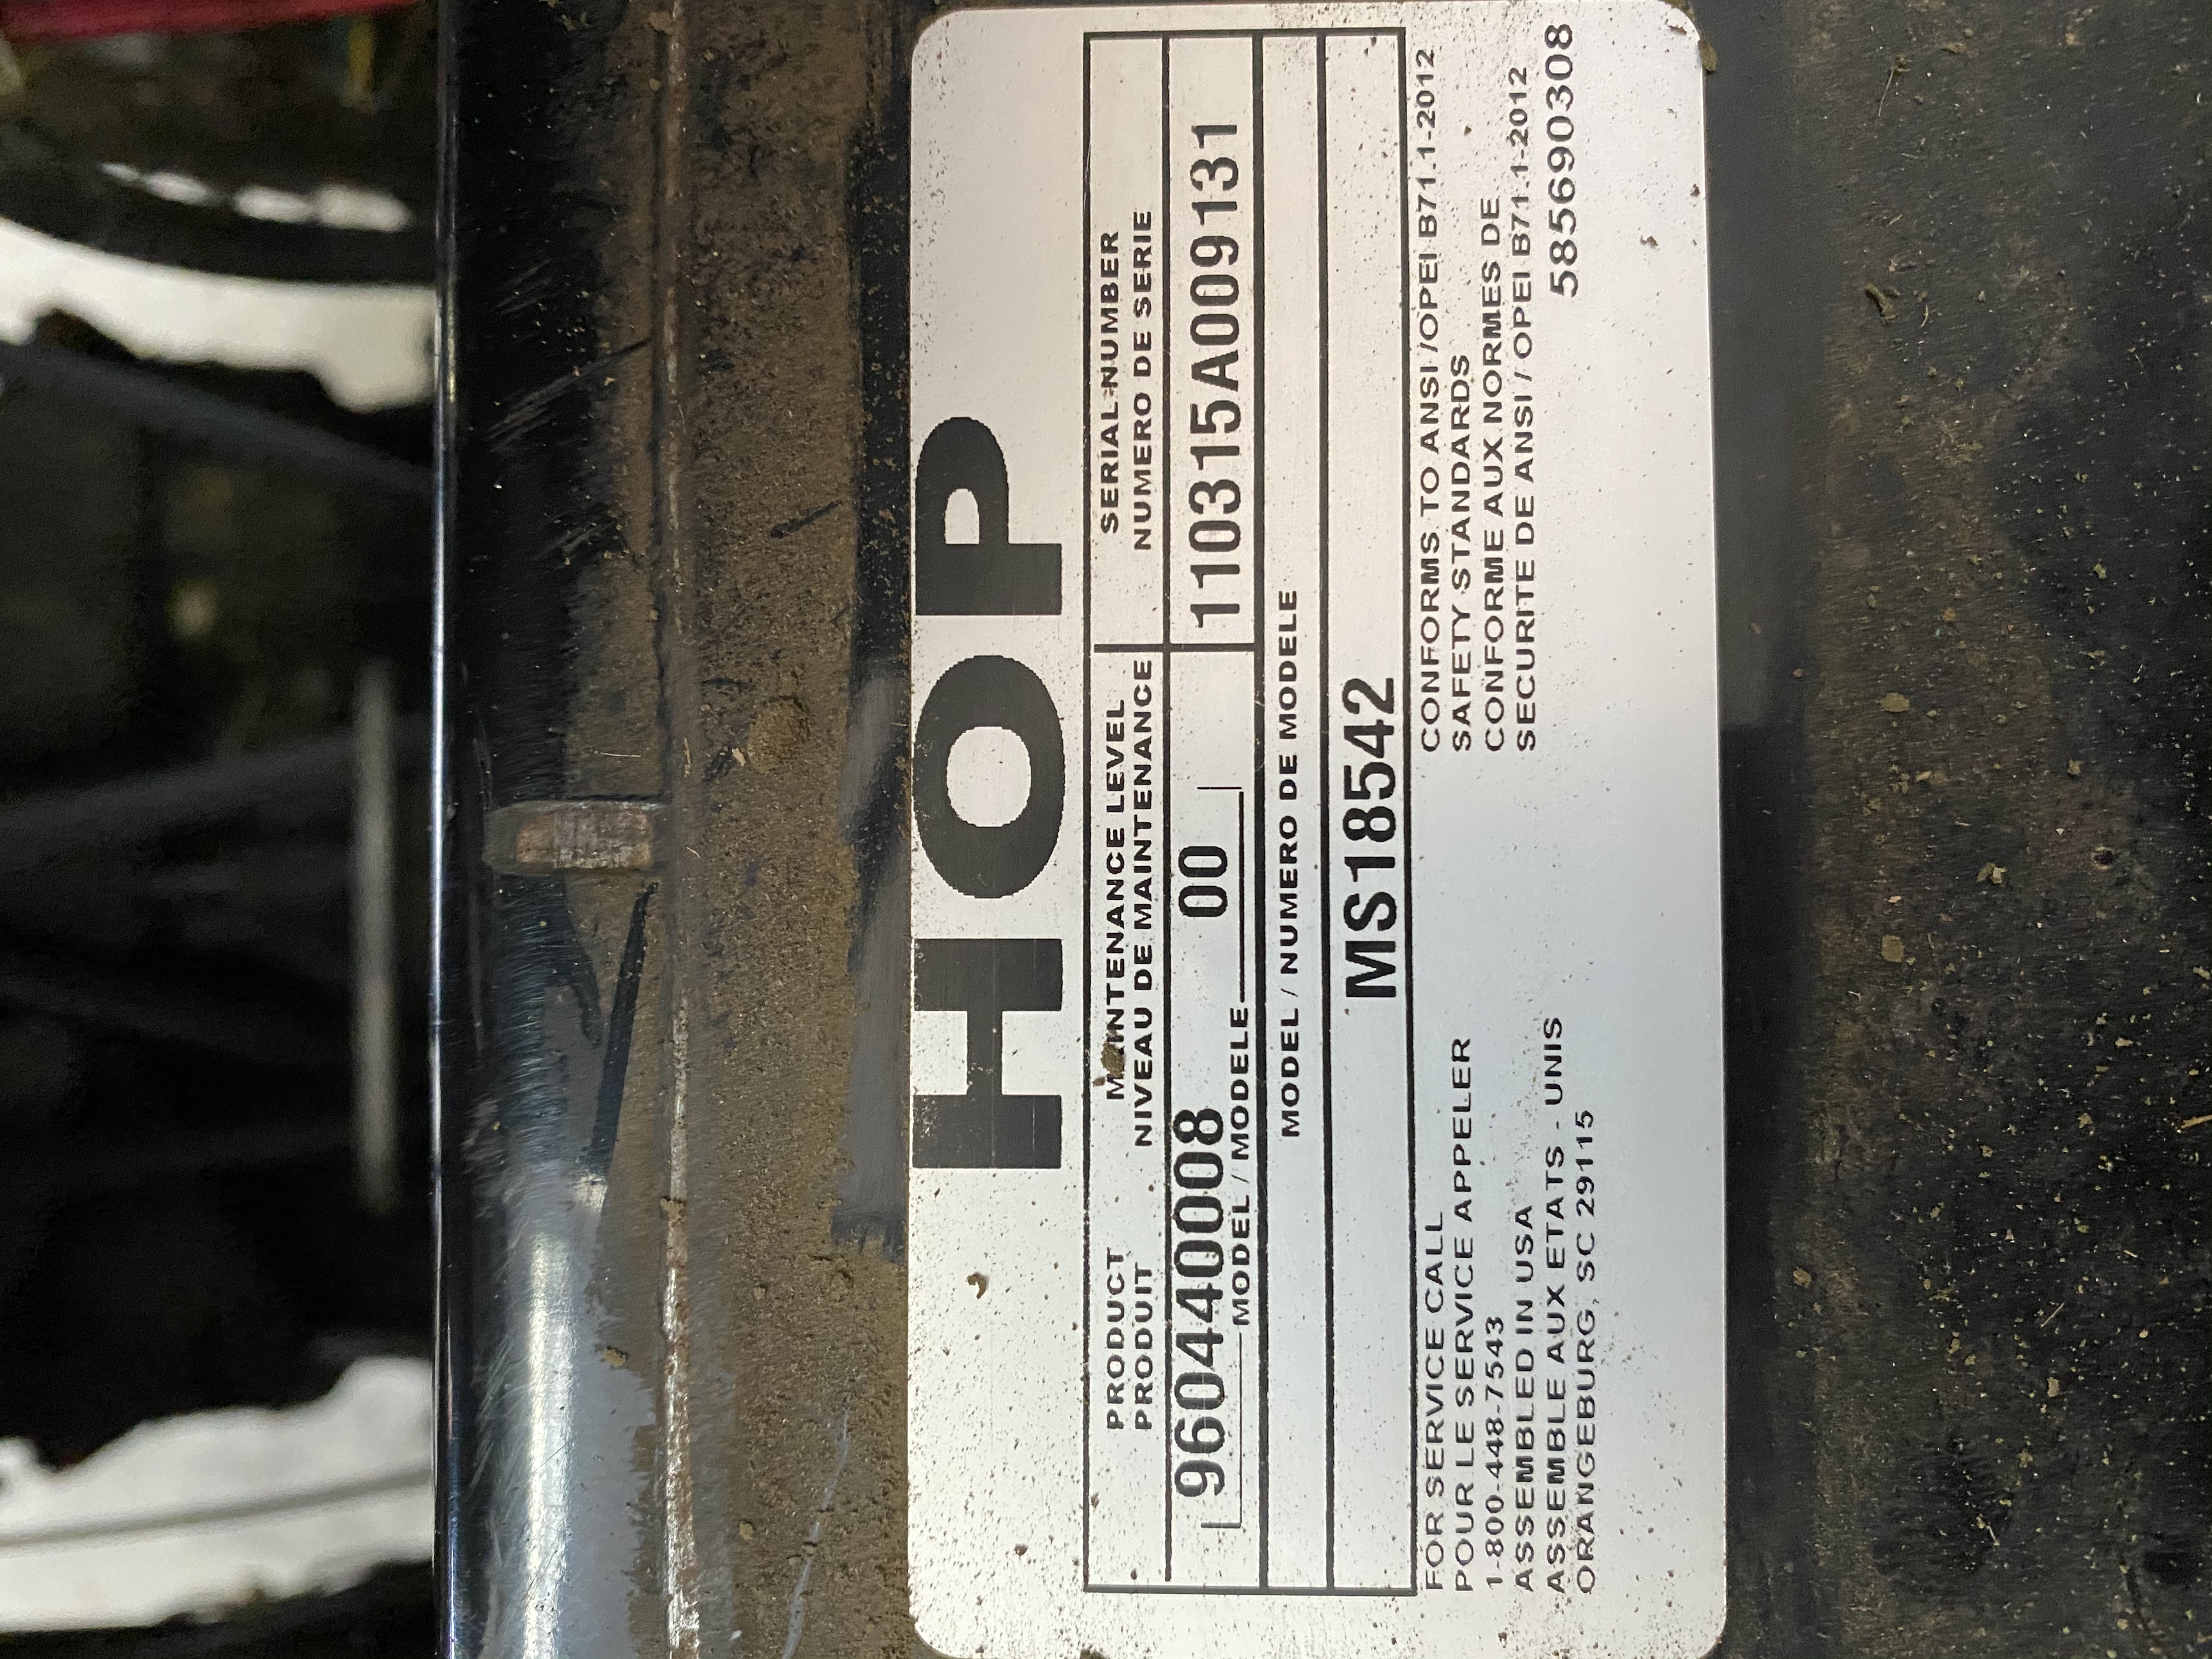 HOP
PRODUCT
PRODUIT
MAINTENANCE LEVEL
NIVEAU DE MAINTENANCE
SERIAL NUMBER
NUMERO DE SERIE
960440008 00
MODEL / MODELE
110315A009131
MODEL / NUMERO DE MODELE
MS18542
FOR SERVICE CALL
POUR LE SERVICE APPELER
1-800-448-7543
ASSEMBLED IN USA
ASSEMBLE AUX ETATS - UNIS
ORANGEBURG, SC 29115
CONFORMS TO ANSI /OPEI B71.1-2012
SAFETY STANDARDS
CONFORME AUX NORMES DE
SECURITE DE ANSI / OPEI B71.1-2012
585690308